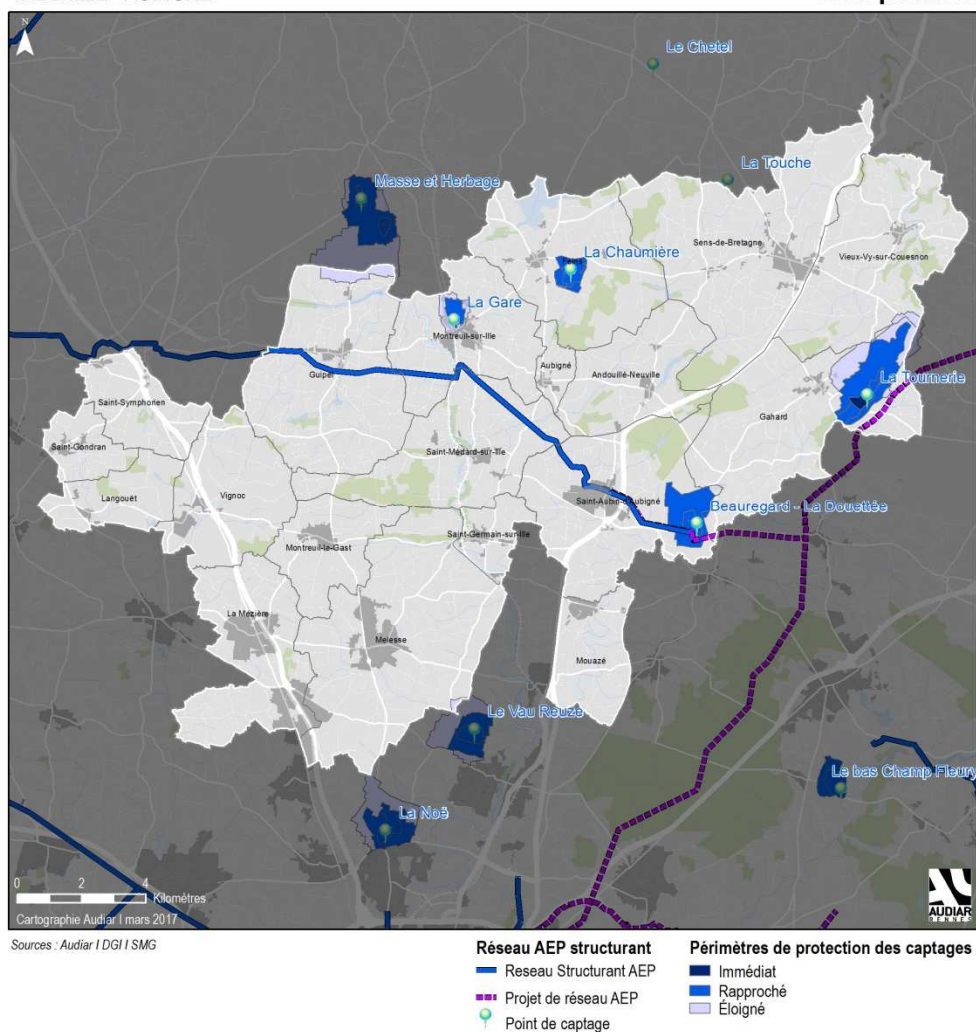 N
Le Chetel
La Touche
Masse et Herbage
Sens-de-Bretagne
Vieux-Vy-sur-Couesnon
La Chaumière
Feins
La Gare
Montreuil-sur-Ille
Aubigné
Andouillé-Neuville
Guipel
La Tournerie
Saint-Symphorien
Gahard
Saint-Gondran
Saint-Médard-sur-Ille
Langouët
Vignoc
Saint-Aubin-d'Aubigné
Beauregard - La Douettée
Montreuil-le-Gast
Saint-Germain-sur-Ille
La Mézière
Melesse
Mouazé
Le Vau Reuzé
Le bas Champ Fleury
La Noë
0 2 4
Kilomètres
Cartographie Audiar I mars 2017
AUDIAR
RENNES
Sources : Audiar I DGI I SMG
Réseau AEP structurant
Reseau Structurant AEP
Projet de réseau AEP
Point de captage
Périmètres de protection des captages
Immédiat
Rapproché
Éloigné